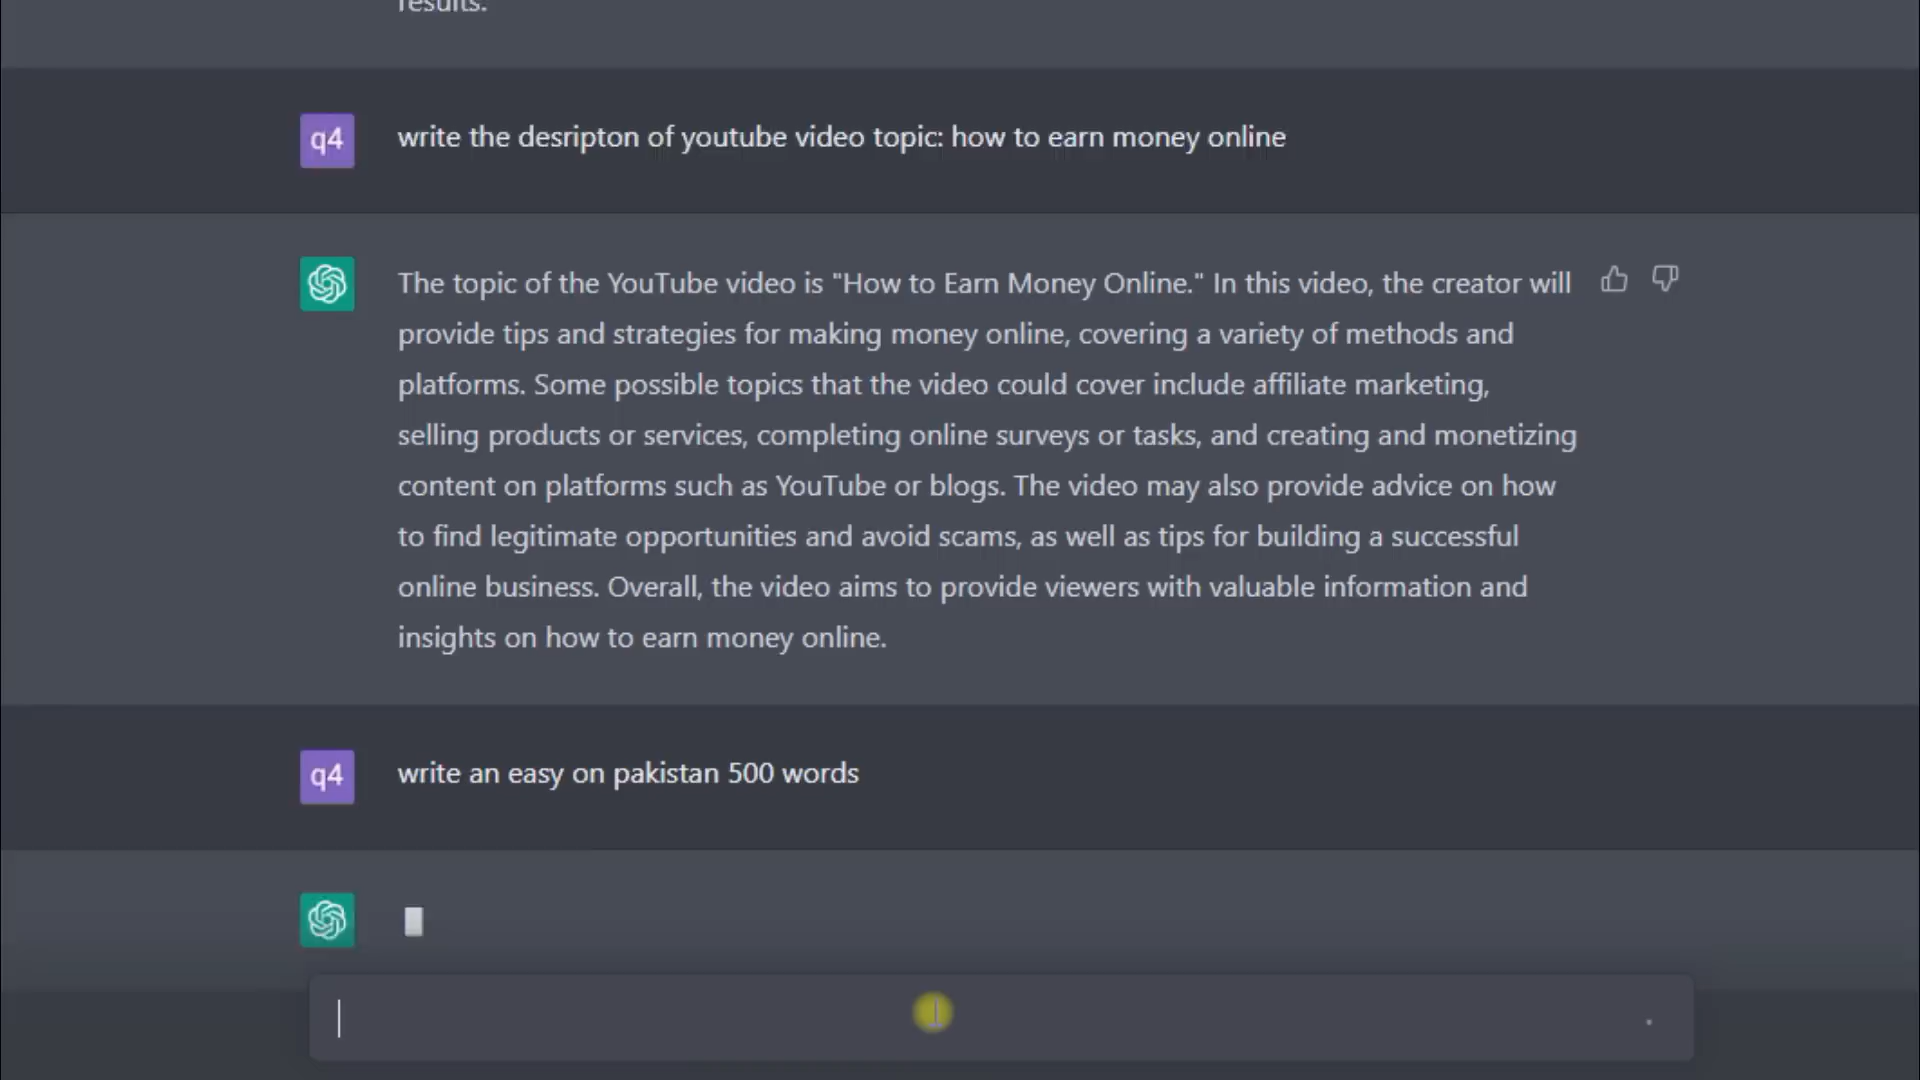 results.
q4
write the desripton of youtube video topic: how to earn money online
The topic of the YouTube video is "How to Earn Money Online." In this video, the creator will
provide tips and strategies for making money online, covering a variety of methods and
platforms. Some possible topics that the video could cover include affiliate marketing,
selling products or services, completing online surveys or tasks, and creating and monetizing
content on platforms such as YouTube or blogs. The video may also provide advice on how
to find legitimate opportunities and avoid scams, as well as tips for building a successful
online business. Overall, the video aims to provide viewers with valuable information and
insights on how to earn money online.
q4
write an easy on pakistan 500 words